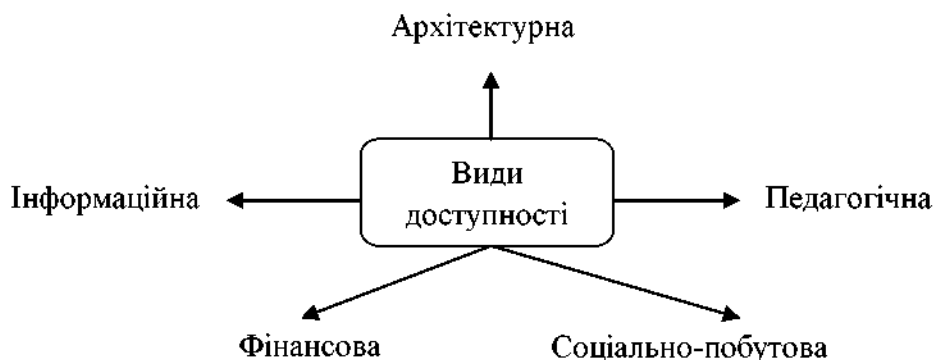 Архітектурна
Види
доступності
Інформаційна
Педагогічна
Фінансова
Соціально-побутова